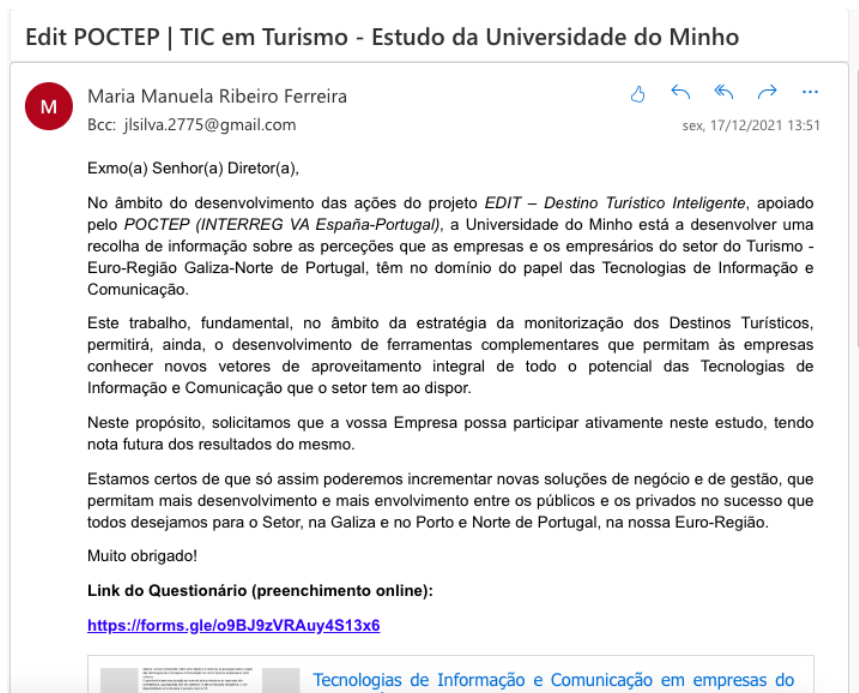 Edit POCTEP | TIC em Turismo - Estudo da Universidade do Minho
M
Maria Manuela Ribeiro Ferreira
Bcc: jlsilva.2775@gmail.com
sex, 17/12/2021 13:51
Exmo(a) Senhor(a) Diretor(a),
No âmbito do desenvolvimento das ações do projeto EDIT – Destino Turístico Inteligente, apoiado
pelo POCTEP (INTERREG VA España-Portugal), a Universidade do Minho está a desenvolver uma
recolha de informação sobre as perceções que as empresas e os empresários do setor do Turismo -
Euro-Região Galiza-Norte de Portugal, têm no domínio do papel das Tecnologias de Informação e
Comunicação.
Este trabalho, fundamental, no âmbito da estratégia da monitorização dos Destinos Turísticos,
permitirá, ainda, o desenvolvimento de ferramentas complementares que permitam às empresas
conhecer novos vetores de aproveitamento integral de todo o potencial das Tecnologias de
Informação e Comunicação que o setor tem ao dispor.
Neste propósito, solicitamos que a vossa Empresa possa participar ativamente neste estudo, tendo
nota futura dos resultados do mesmo.
Estamos certos de que só assim poderemos incrementar novas soluções de negócio e de gestão, que
permitam mais desenvolvimento e mais envolvimento entre os públicos e os privados no sucesso que
todos desejamos para o Setor, na Galiza e no Porto e Norte de Portugal, na nossa Euro-Região.
Muito obrigado!
Link do Questionário (preenchimento online):
https://forms.gle/o9BJ9zVRAuy4S13x6
Tecnologias de Informação e Comunicação em empresas do